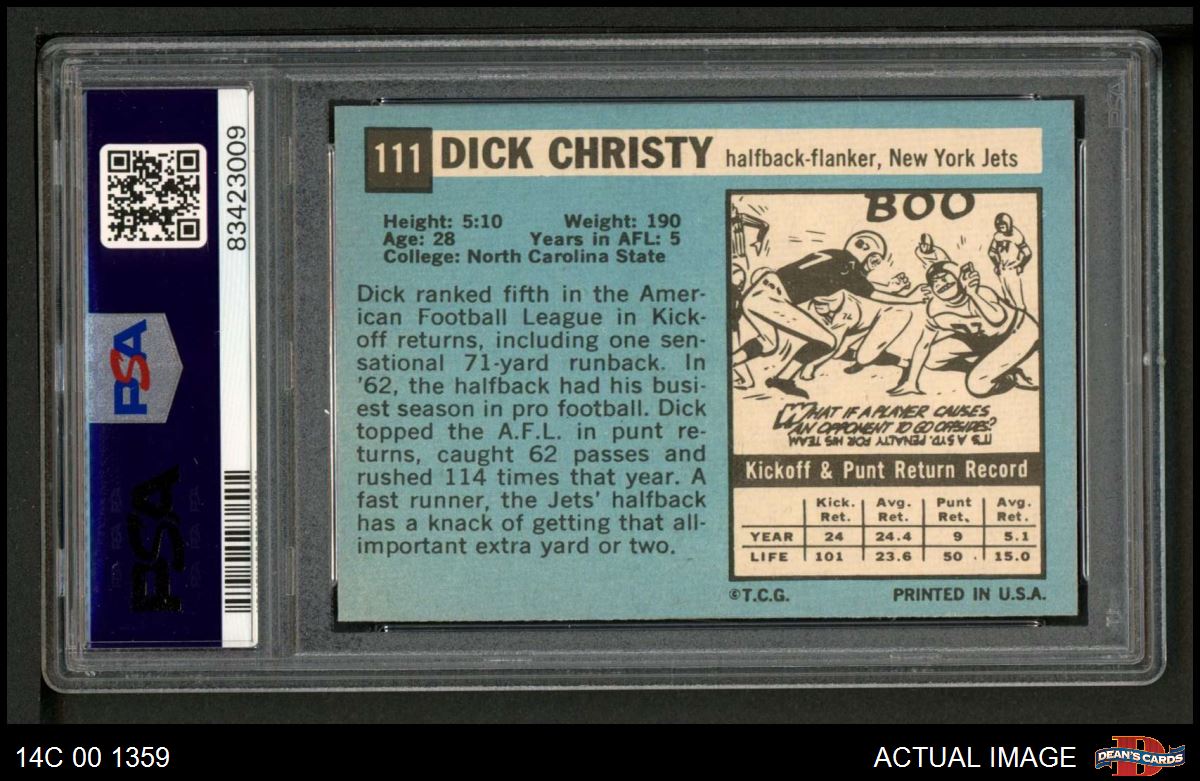 83423009
PSA
PSA
111 DICK CHRISTY halfback-flanker, New York Jets
Height: 5:10 Weight: 190
Age: 28 Years in AFL: 5
College: North Carolina State
Dick ranked fifth in the Amer-
ican Football League in Kick-
off returns, including one sen-
sational 71-yard runback. In
'62, the halfback had his busi-
est season in pro football. Dick
topped the A.F.L. in punt re-
turns, caught 62 passes and
rushed 114 times that year. A
fast runner, the Jets' halfback
has a knack of getting that all-
important extra yard or two.
BOO
WHAT IF A PLAYER CAUSES
AN OPPONENT TO GO OFFSIDES?
IT'S A 5 YD. PENALTY FOR HIS TEAM
Kickoff & Punt Return Record
Kick. Ret. Avg. Ret. Punt Ret. Avg. Ret.
YEAR 24 24.4 9 5.1
LIFE 101 23.6 50 15.0
©T.C.G. PRINTED IN U.S.A.
14C 00 1359
ACTUAL IMAGE
DEAN'S CARDS